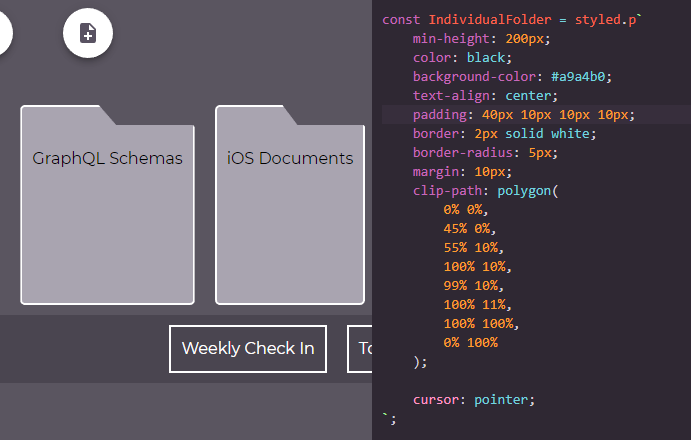 GraphQL Schemas
iOS Documents
Weekly Check In
const IndividualFolder = styled.p`
    min-height: 200px;
    color: black;
    background-color: #a9a4b0;
    text-align: center;
    padding: 40px 10px 10px 10px;
    border: 2px solid white;
    border-radius: 5px;
    margin: 10px;
    clip-path: polygon(
        0% 0%,
        45% 0%,
        55% 10%,
        100% 10%,
        99% 10%,
        100% 11%,
        100% 100%,
        0% 100%
    );
    cursor: pointer;
`;